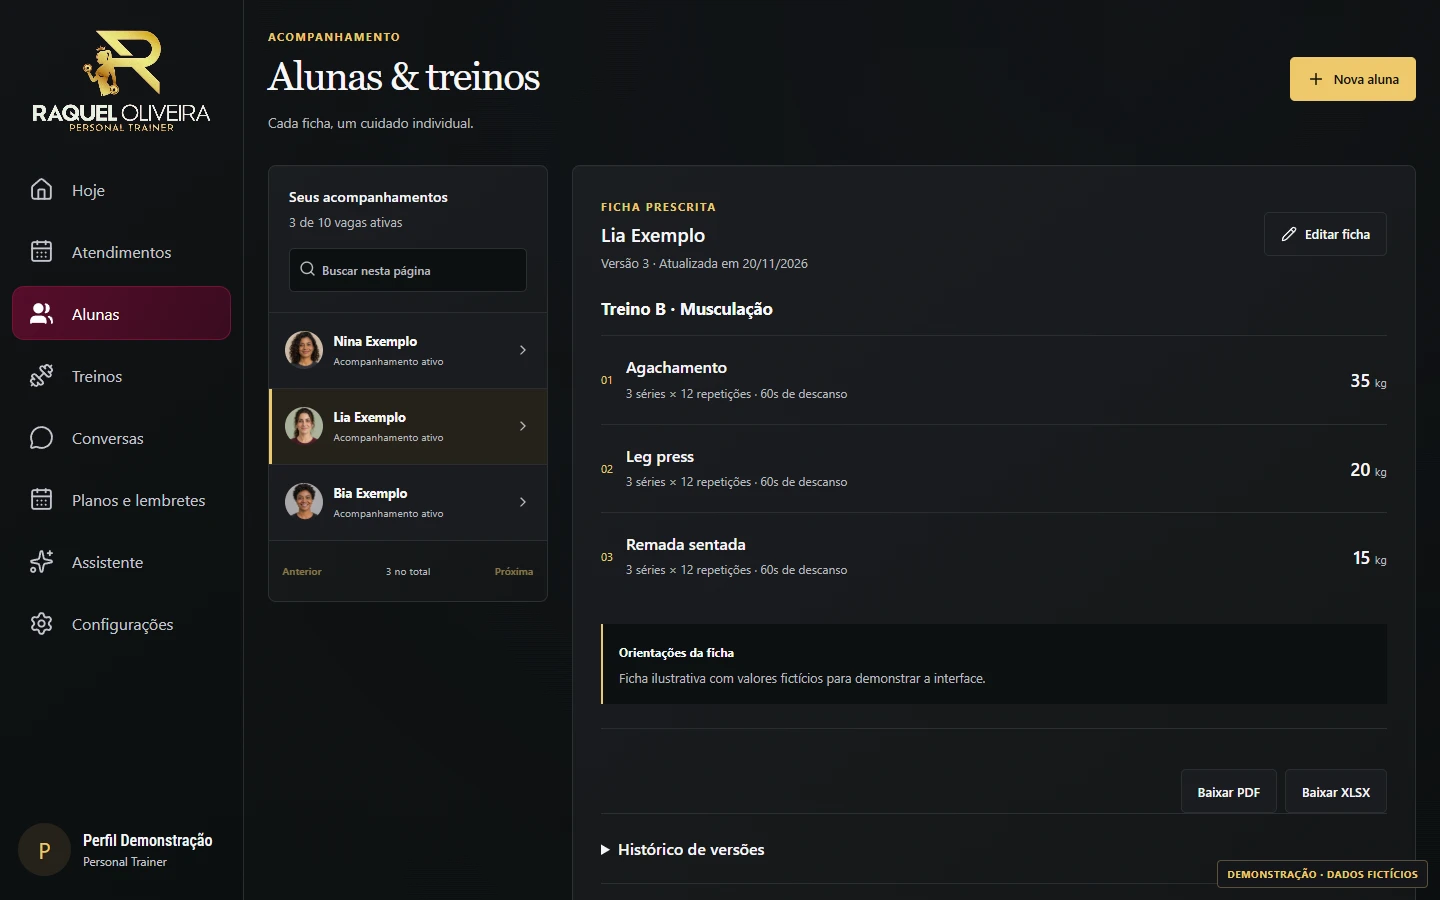 RAQUEL OLIVEIRA
PERSONAL TRAINER
Hoje
Atendimentos
Alunas
Treinos
Conversas
Planos e lembretes
Assistente
Configurações
P
Perfil Demonstração
Personal Trainer
ACOMPANHAMENTO
Alunas & treinos
Cada ficha, um cuidado individual.
+ Nova aluna
Seus acompanhamentos
3 de 10 vagas ativas
Buscar nesta página
Nina Exemplo
Acompanhamento ativo
Lia Exemplo
Acompanhamento ativo
Bia Exemplo
Acompanhamento ativo
Anterior 3 no total Próxima
FICHA PRESCRITA
Lia Exemplo
Versão 3 · Atualizada em 20/11/2026
Editar ficha
Treino B · Musculação
01 Agachamento 35 kg
3 séries × 12 repetições · 60s de descanso
02 Leg press 20 kg
3 séries × 12 repetições · 60s de descanso
03 Remada sentada 15 kg
3 séries × 12 repetições · 60s de descanso
Orientações da ficha
Ficha ilustrativa com valores fictícios para demonstrar a interface.
Baixar PDF Baixar XLSX
Histórico de versões
DEMONSTRAÇÃO · DADOS FICTÍCIOS